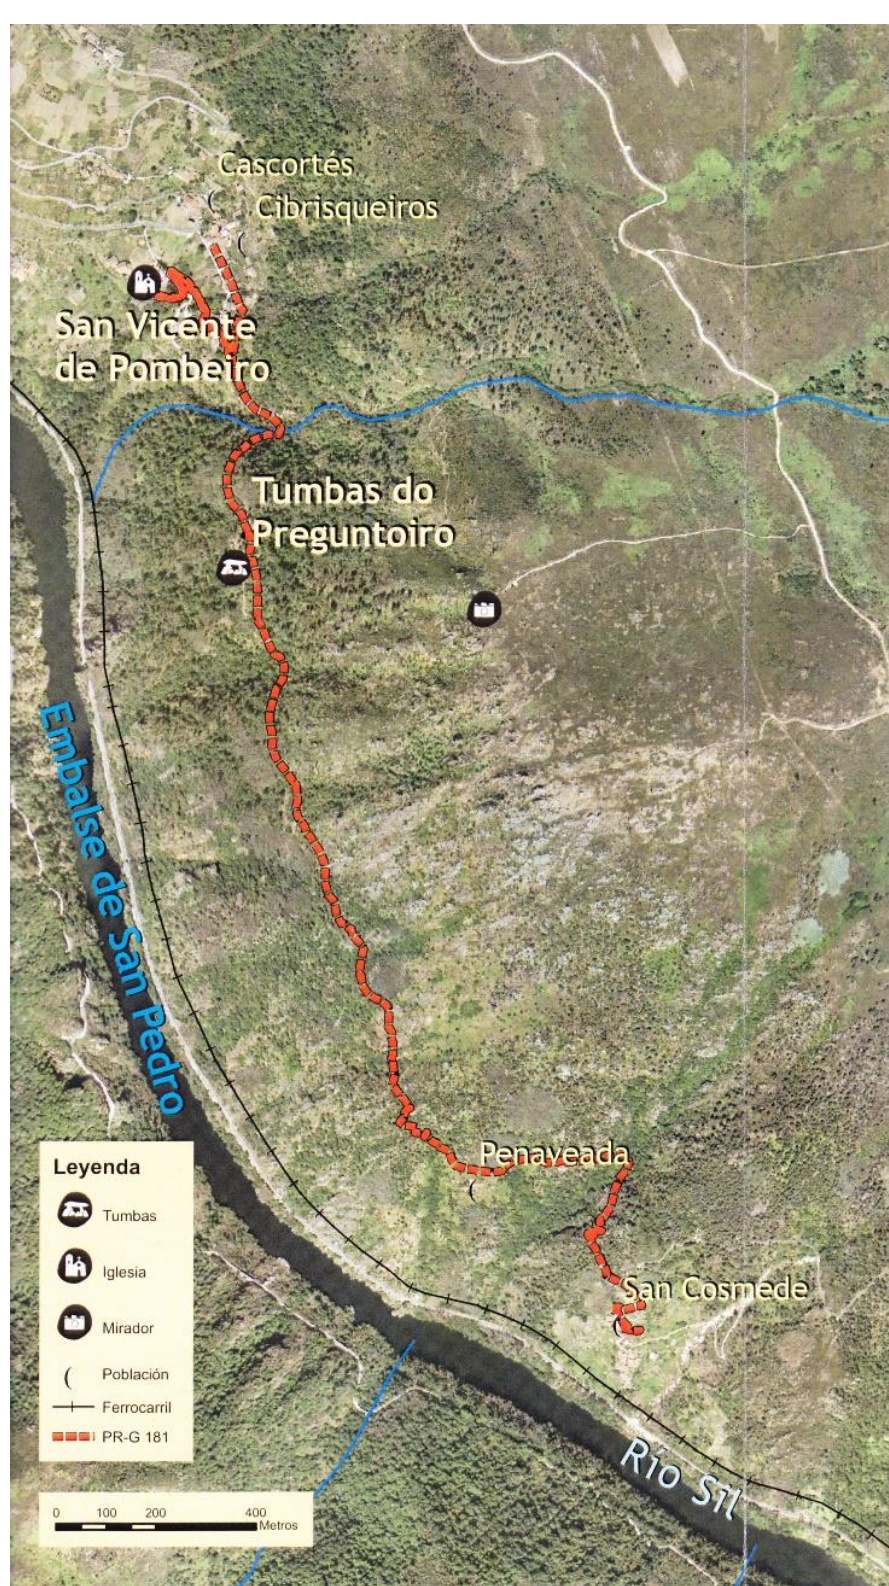 Cascortés
Cibrisqueiros
San Vicente
de Pombeiro
Tumbas do
Preguntoiro
Embalse de San Pedro
Penaveada
San Cosmede
Río Sil
Leyenda
Tumbas
Iglesia
Mirador
Población
Ferrocarril
PR-G 181
0 100 200 400
Metros